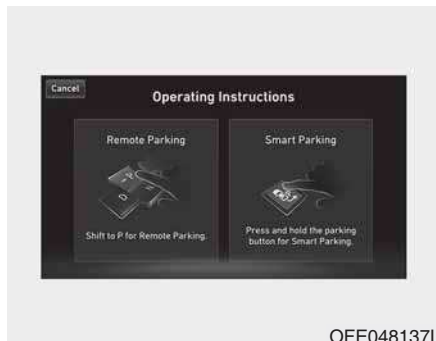 Cancel
Operating Instructions
Remote Parking
Smart Parking
P
D
Shift to P for Remote Parking.
Press and hold the parking
button for Smart Parking.
OFE048137L